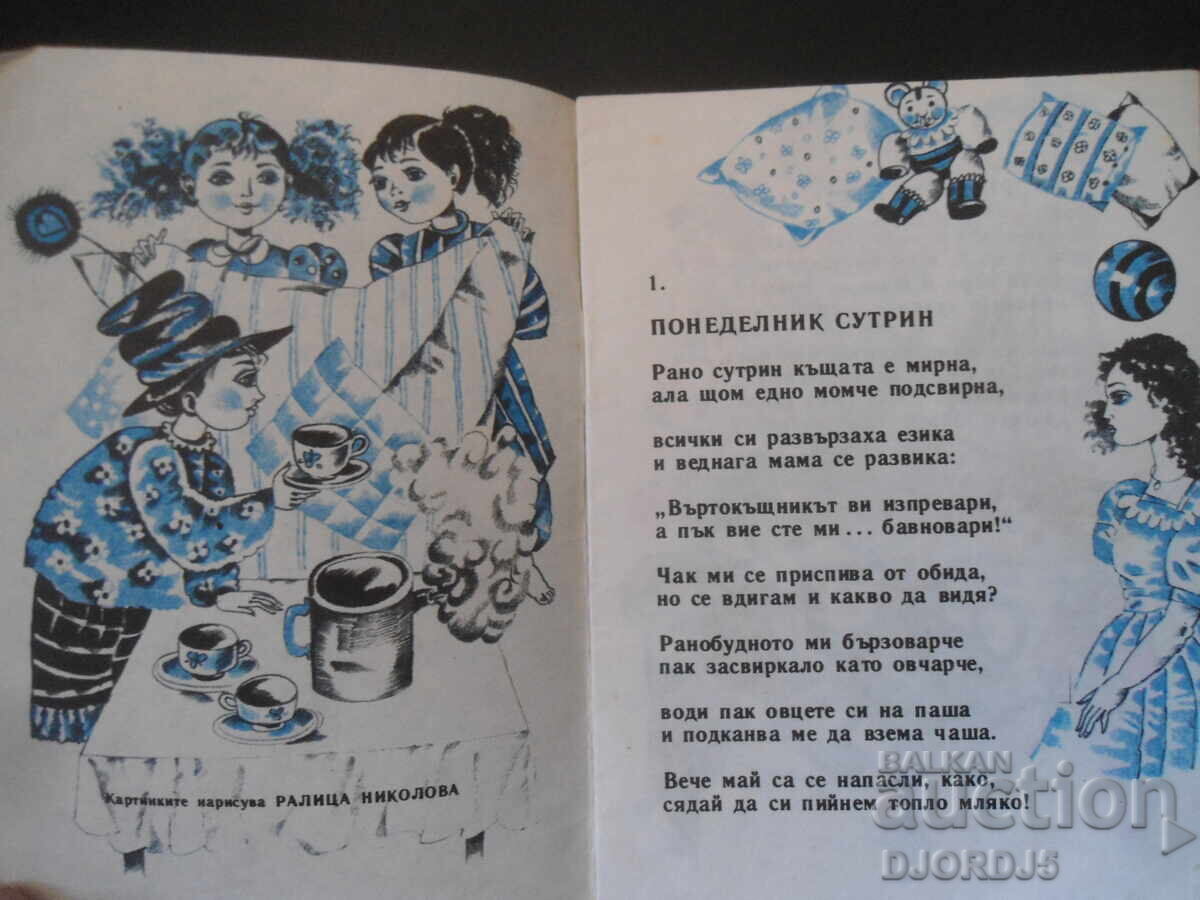 Картинките нарисува РАЛИЦА НИКОЛОВА
1.
ПОНЕДЕЛНИК СУТРИН
Рано сутрин къщата е мирна,
ала щом едно момче подсвирна,
всички си развързаха езика
и веднага мама се развика:
„Въртокъщникът ви изпревари,
а пък вие сте ми... бавновари!“
Чак ми се приспива от обида,
но се вдигам и какво да видя?
Ранобудното ми бързоварче
пак засвиркало като овчарче,
води пак овцете си на паша
и подканва ме да взема чаша.
Вече май са се напасли, како,
сядай да си пийнем топло мляко!
BALKAN
auction
DJORDJ5